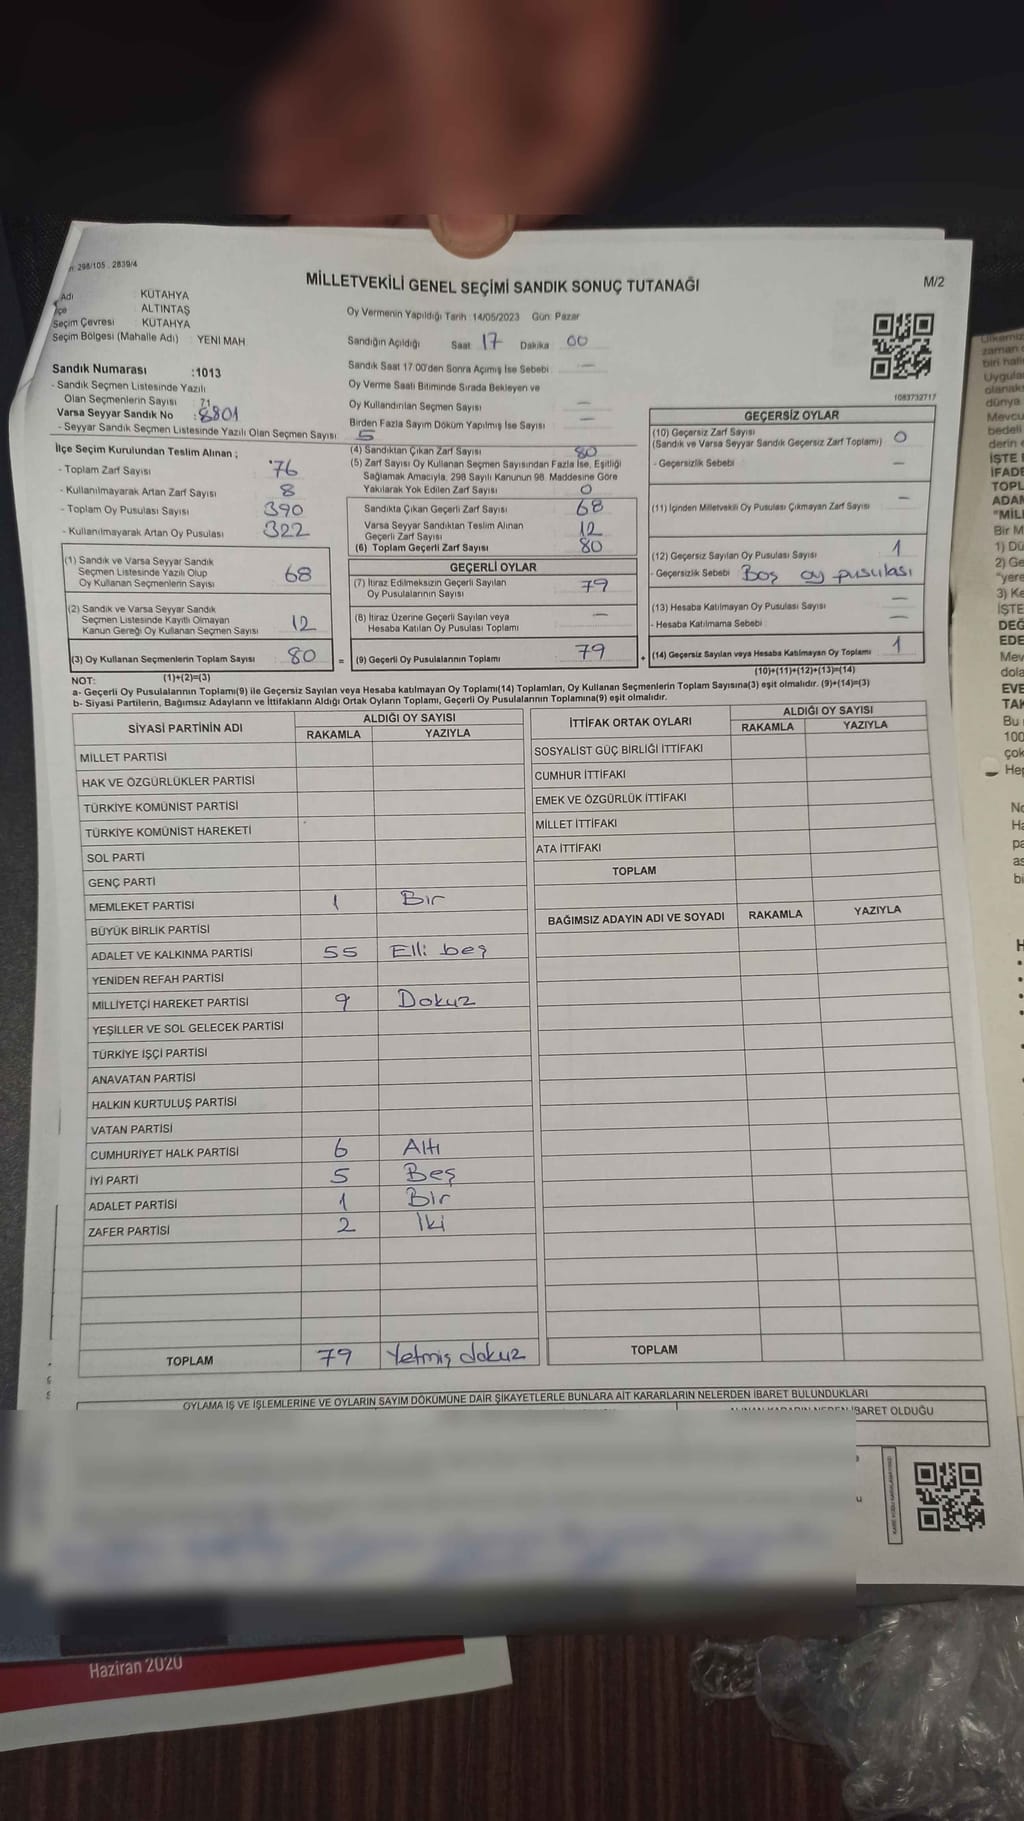 n: 298/105 . 2839/4
MİLLETVEKİLİ GENEL SEÇİMİ SANDIK SONUÇ TUTANAĞI
M/2
Adı : KÜTAHYA
İlçe : ALTINTAŞ
Seçim Çevresi : KÜTAHYA
Seçim Bölgesi (Mahalle Adı) : YENİ MAH
Oy Vermenin Yapıldığı Tarih :14/05/2023 Gün: Pazar
Sandığın Açıldığı Saat 17 Dakika 00
Sandık Saat 17:00'den Sonra Açımış İse Sebebi : —
Oy Verme Saati Bitiminde Sırada Bekleyen ve
Oy Kullandırılan Seçmen Sayısı : —
Birden Fazla Sayım Döküm Yapılmış İse Sayısı : —
1083732717
Sandık Numarası :1013
- Sandık Seçmen Listesinde Yazılı
Olan Seçmenlerin Sayısı : 71
Varsa Seyyar Sandık No : 8801
- Seyyar Sandık Seçmen Listesinde Yazılı Olan Seçmen Sayısı : 5
İlçe Seçim Kurulundan Teslim Alınan ;
- Toplam Zarf Sayısı : 76
- Kullanılmayarak Artan Zarf Sayısı : 8
- Toplam Oy Pusulası Sayısı : 390
- Kullanılmayarak Artan Oy Pusulası : 322
(1) Sandık ve Varsa Seyyar Sandık
Seçmen Listesinde Yazılı Olup
Oy Kullanan Seçmenlerin Sayısı : 68
(2) Sandık ve Varsa Seyyar Sandık
Seçmen Listesinde Kayıtlı Olmayan
Kanun Gereği Oy Kullanan Seçmen Sayısı : 12
(3) Oy Kullanan Seçmenlerin Toplam Sayısı : 80 =
(1)+(2)=(3)
(4) Sandıktan Çıkan Zarf Sayısı : 80
(5) Zarf Sayısı Oy Kullanan Seçmen Sayısından Fazla İse, Eşitliği
Sağlamak Amacıyla, 298 Sayılı Kanunun 98. Maddesine Göre
Yakılarak Yok Edilen Zarf Sayısı : 0
Sandıkta Çıkan Geçerli Zarf Sayısı : 68
Varsa Seyyar Sandıktan Teslim Alınan
Geçerli Zarf Sayısı : 12
(6) Toplam Geçerli Zarf Sayısı : 80
GEÇERLİ OYLAR
(7) İtiraz Edilmeksizin Geçerli Sayılan
Oy Pusulalarının Sayısı : 79
(8) İtiraz Üzerine Geçerli Sayılan veya
Hesaba Katılan Oy Pusulası Toplamı : —
(9) Geçerli Oy Pusulalarının Toplamı : 79 +
GEÇERSİZ OYLAR
(10) Geçersiz Zarf Sayısı
(Sandık ve Varsa Seyyar Sandık Geçersiz Zarf Toplamı) : 0
- Geçersizlik Sebebi : —
(11) İçinden Milletvekili Oy Pusulası Çıkmayan Zarf Sayısı : —
(12) Geçersiz Sayılan Oy Pusulası Sayısı : 1
- Geçersizlik Sebebi : Boş oy pusulası
(13) Hesaba Katılmayan Oy Pusulası Sayısı : —
- Hesaba Katılmama Sebebi : —
(14) Geçersiz Sayılan veya Hesaba Katılmayan Oy Toplamı : 1
(10)+(11)+(12)+(13)=(14)
NOT:
a- Geçerli Oy Pusulalarının Toplamı(9) ile Geçersiz Sayılan veya Hesaba katılmayan Oy Toplamı(14) Toplamları, Oy Kullanan Seçmenlerin Toplam Sayısına(3) eşit olmalıdır. (9)+(14)=(3)
b- Siyasi Partilerin, Bağımsız Adayların ve İttifakların Aldığı Ortak Oyların Toplamı, Geçerli Oy Pusulalarının Toplamına(9) eşit olmalıdır.
SİYASİ PARTİNİN ADI ALDIĞI OY SAYISI
RAKAMLA YAZIYLA
MİLLET PARTİSİ
HAK VE ÖZGÜRLÜKLER PARTİSİ
TÜRKİYE KOMÜNİST PARTİSİ
TÜRKİYE KOMÜNİST HAREKETİ
SOL PARTİ
GENÇ PARTİ
MEMLEKET PARTİSİ 1 Bir
BÜYÜK BİRLİK PARTİSİ
ADALET VE KALKINMA PARTİSİ 55 Elli beş
YENİDEN REFAH PARTİSİ
MİLLİYETÇİ HAREKET PARTİSİ 9 Dokuz
YEŞİLLER VE SOL GELECEK PARTİSİ
TÜRKİYE İŞÇİ PARTİSİ
ANAVATAN PARTİSİ
HALKIN KURTULUŞ PARTİSİ
VATAN PARTİSİ
CUMHURİYET HALK PARTİSİ 6 Altı
İYİ PARTİ 5 Beş
ADALET PARTİSİ 1 Bir
ZAFER PARTİSİ 2 İki
TOPLAM 79 Yetmiş dokuz
İTTİFAK ORTAK OYLARI ALDIĞI OY SAYISI
RAKAMLA YAZIYLA
SOSYALİST GÜÇ BİRLİĞİ İTTİFAKI
CUMHUR İTTİFAKI
EMEK VE ÖZGÜRLÜK İTTİFAKI
MİLLET İTTİFAKI
ATA İTTİFAKI
TOPLAM
BAĞIMSIZ ADAYIN ADI VE SOYADI RAKAMLA YAZIYLA
TOPLAM
OYLAMA İŞ VE İŞLEMLERİNE VE OYLARIN SAYIM DÖKÜMÜNE DAİR ŞİKAYETLERLE BUNLARA AİT KARARLARIN NELERDEN İBARET BULUNDUKLARI
İBARET OLDUĞU
Haziran 2020